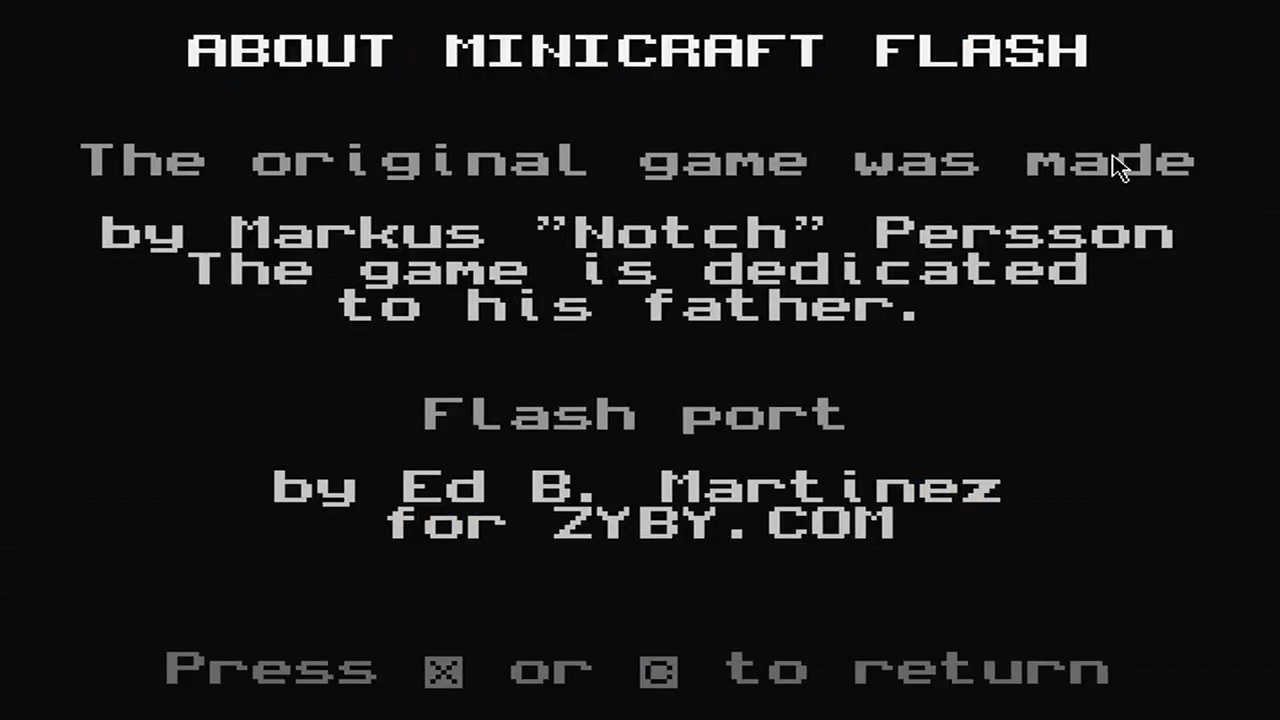 ABOUT MINICRAFT FLASH
The original game was made
by Markus "Notch" Persson
The game is dedicated
to his father.
Flash port
by Ed B. Martinez
for ZYBY.COM
Press X or C to return